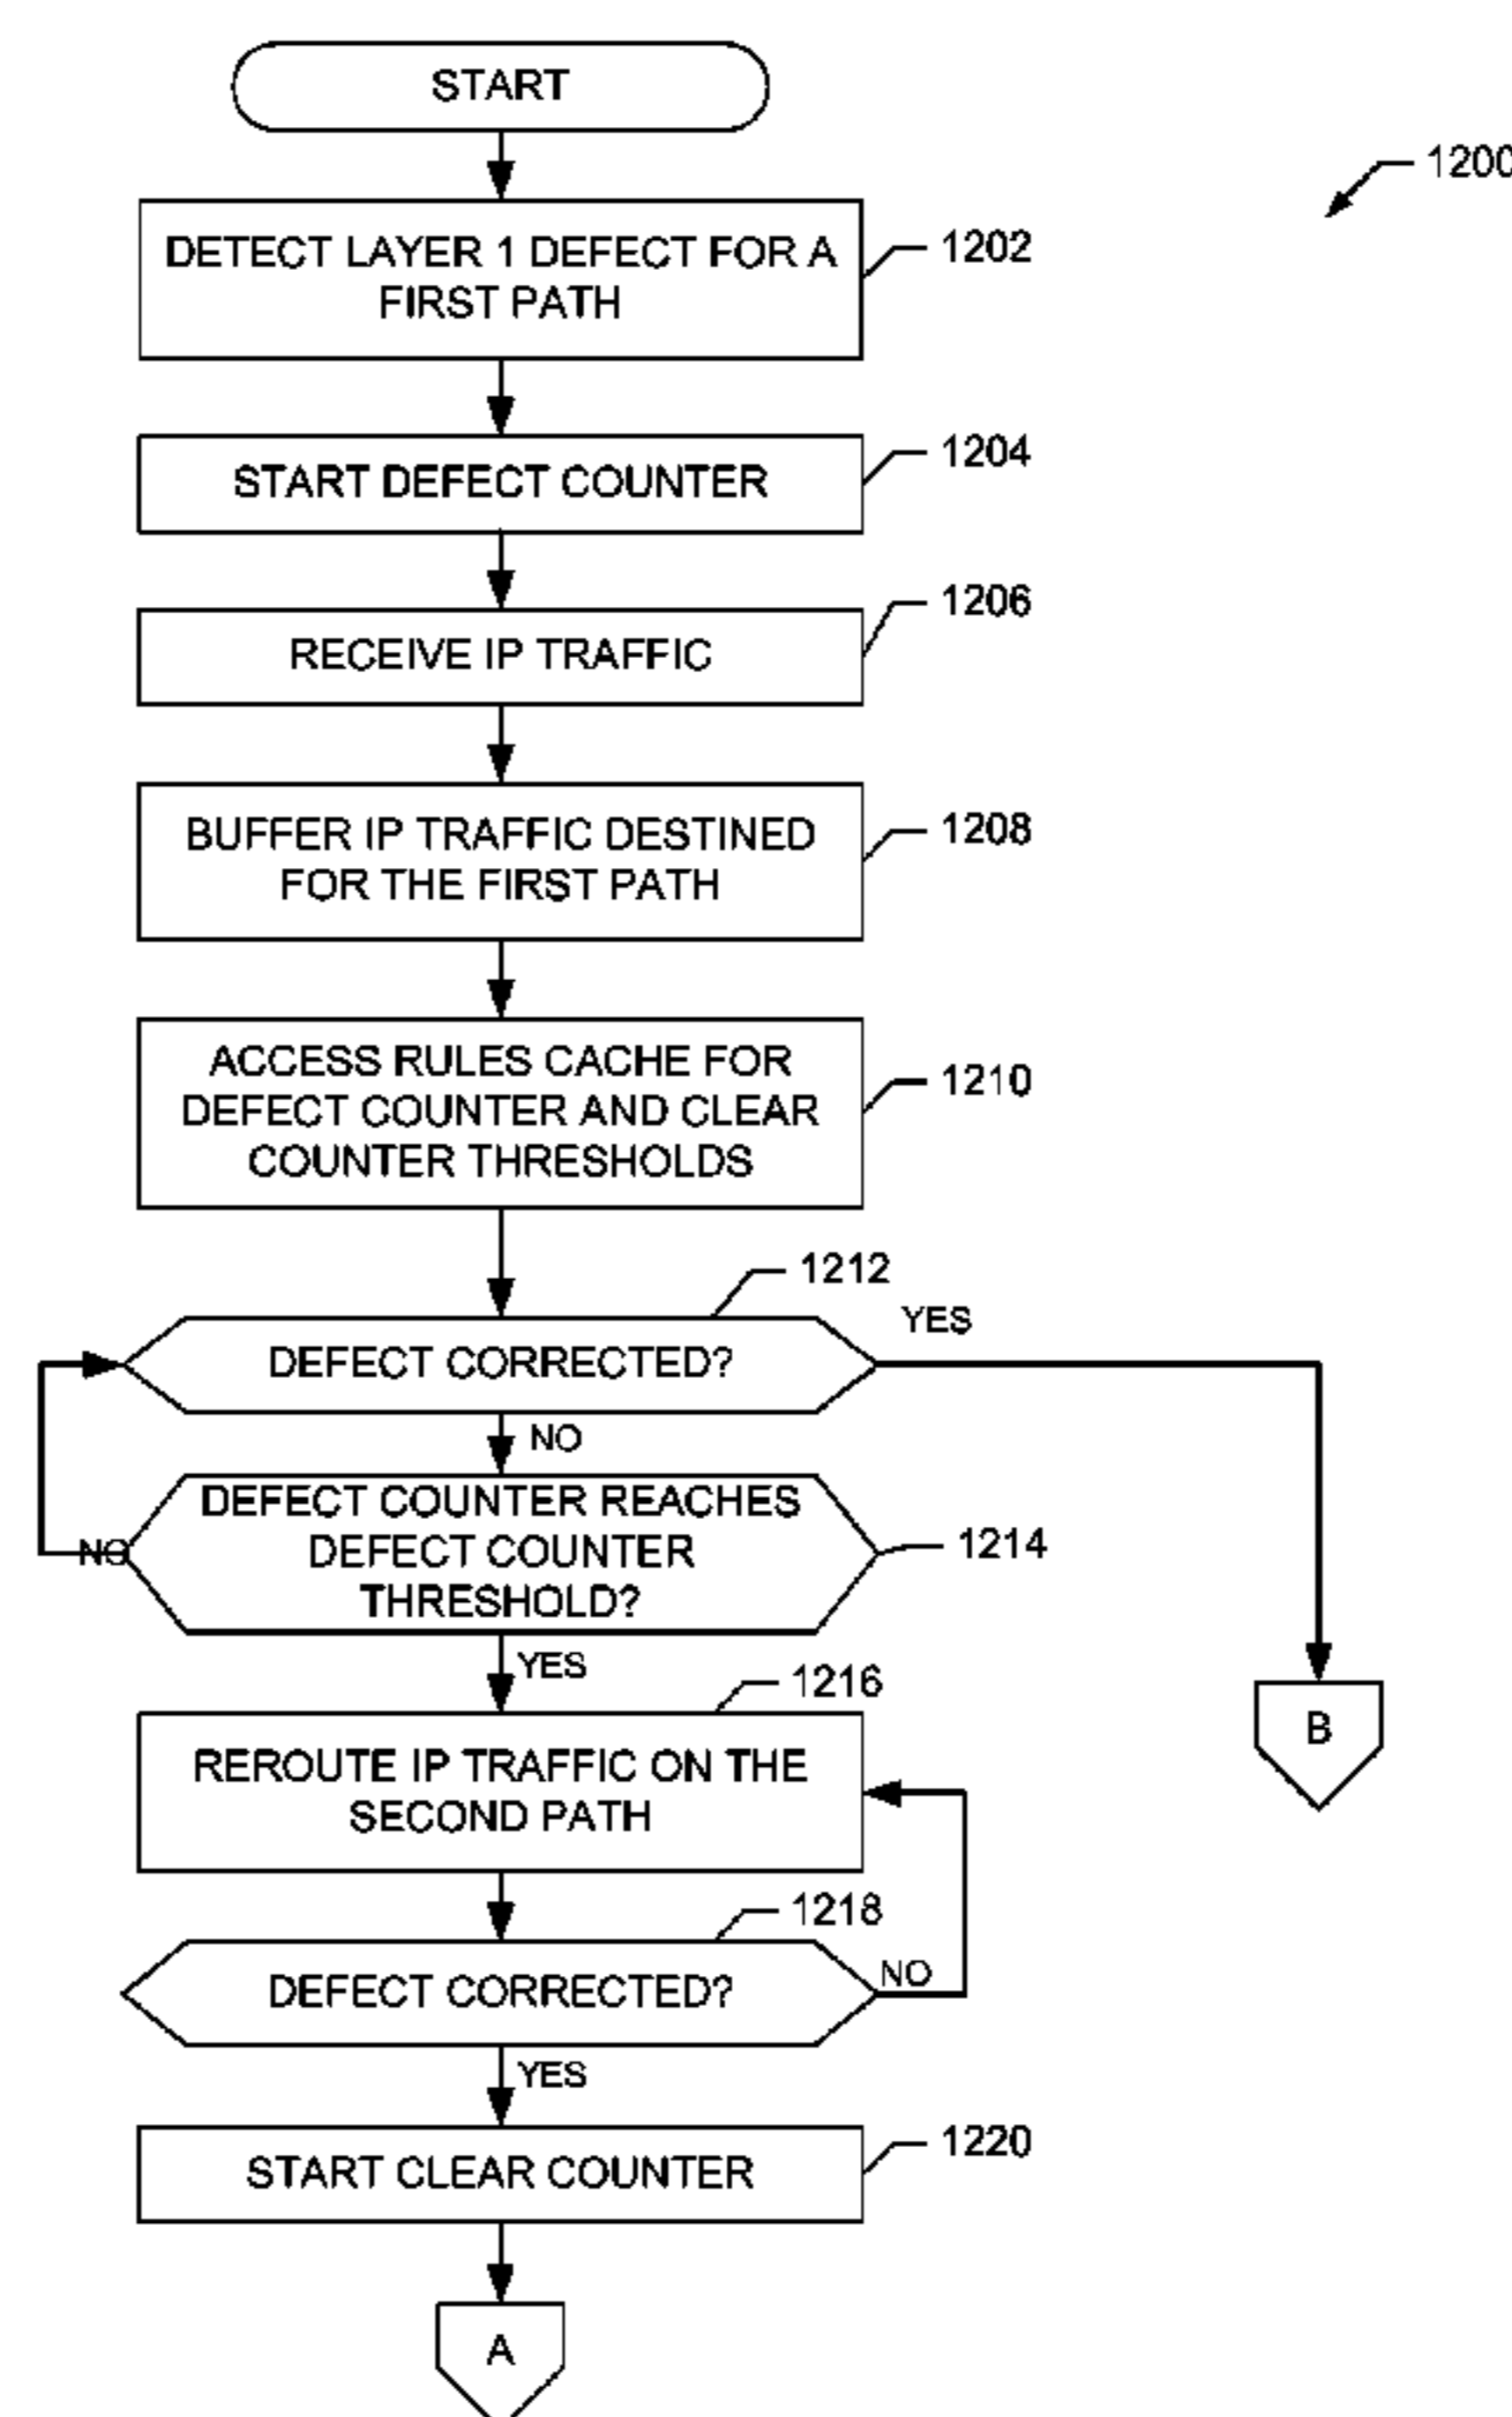 START
1200
DETECT LAYER 1 DEFECT FOR A
FIRST PATH
1202
START DEFECT COUNTER
1204
RECEIVE IP TRAFFIC
1206
BUFFER IP TRAFFIC DESTINED
FOR THE FIRST PATH
1208
ACCESS RULES CACHE FOR
DEFECT COUNTER AND CLEAR
COUNTER THRESHOLDS
1210
1212
DEFECT CORRECTED?
YES
NO
DEFECT COUNTER REACHES
DEFECT COUNTER
THRESHOLD?
1214
NO
YES
1216
REROUTE IP TRAFFIC ON THE
SECOND PATH
B
1218
DEFECT CORRECTED?
NO
YES
START CLEAR COUNTER
1220
A